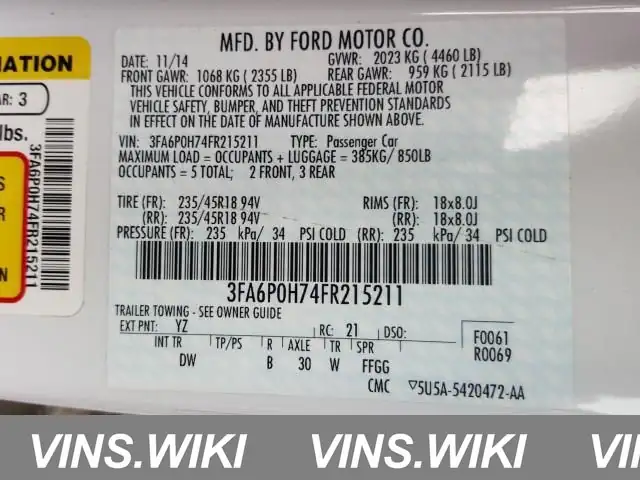 MFD. BY FORD MOTOR CO.
DATE: 11/14 GVWR: 2023 KG ( 4460 LB)
FRONT GAWR: 1068 KG ( 2355 LB) REAR GAWR: 959 KG ( 2115 LB)
THIS VEHICLE CONFORMS TO ALL APPLICABLE FEDERAL MOTOR
VEHICLE SAFETY, BUMPER, AND THEFT PREVENTION STANDARDS
IN EFFECT ON THE DATE OF MANUFACTURE SHOWN ABOVE.
VIN: 3FA6P0H74FR215211 TYPE: Passenger Car
MAXIMUM LOAD = OCCUPANTS + LUGGAGE = 385KG/ 850LB
OCCUPANTS = 5 TOTAL; 2 FRONT, 3 REAR
TIRE (FR): 235/45R18 94V RIMS (FR): 18x8.0J
(RR): 235/45R18 94V (RR): 18x8.0J
PRESSURE (FR): 235 kPa/ 34 PSI COLD (RR): 235 kPa/ 34 PSI COLD
3FA6P0H74FR215211
TRAILER TOWING - SEE OWNER GUIDE
EXT PNT: YZ RC: 21 DSO: F0061
INT TR TP/PS R AXLE TR SPR R0069
DW B 30 W FFGG
CMC ▽5U5A-5420472-AA
MATION
AR: 3
lbs.
3FA6P0H74FR215211
S
R
N
VINS.WIKI VINS.WIKI VINS.WIKI VINS